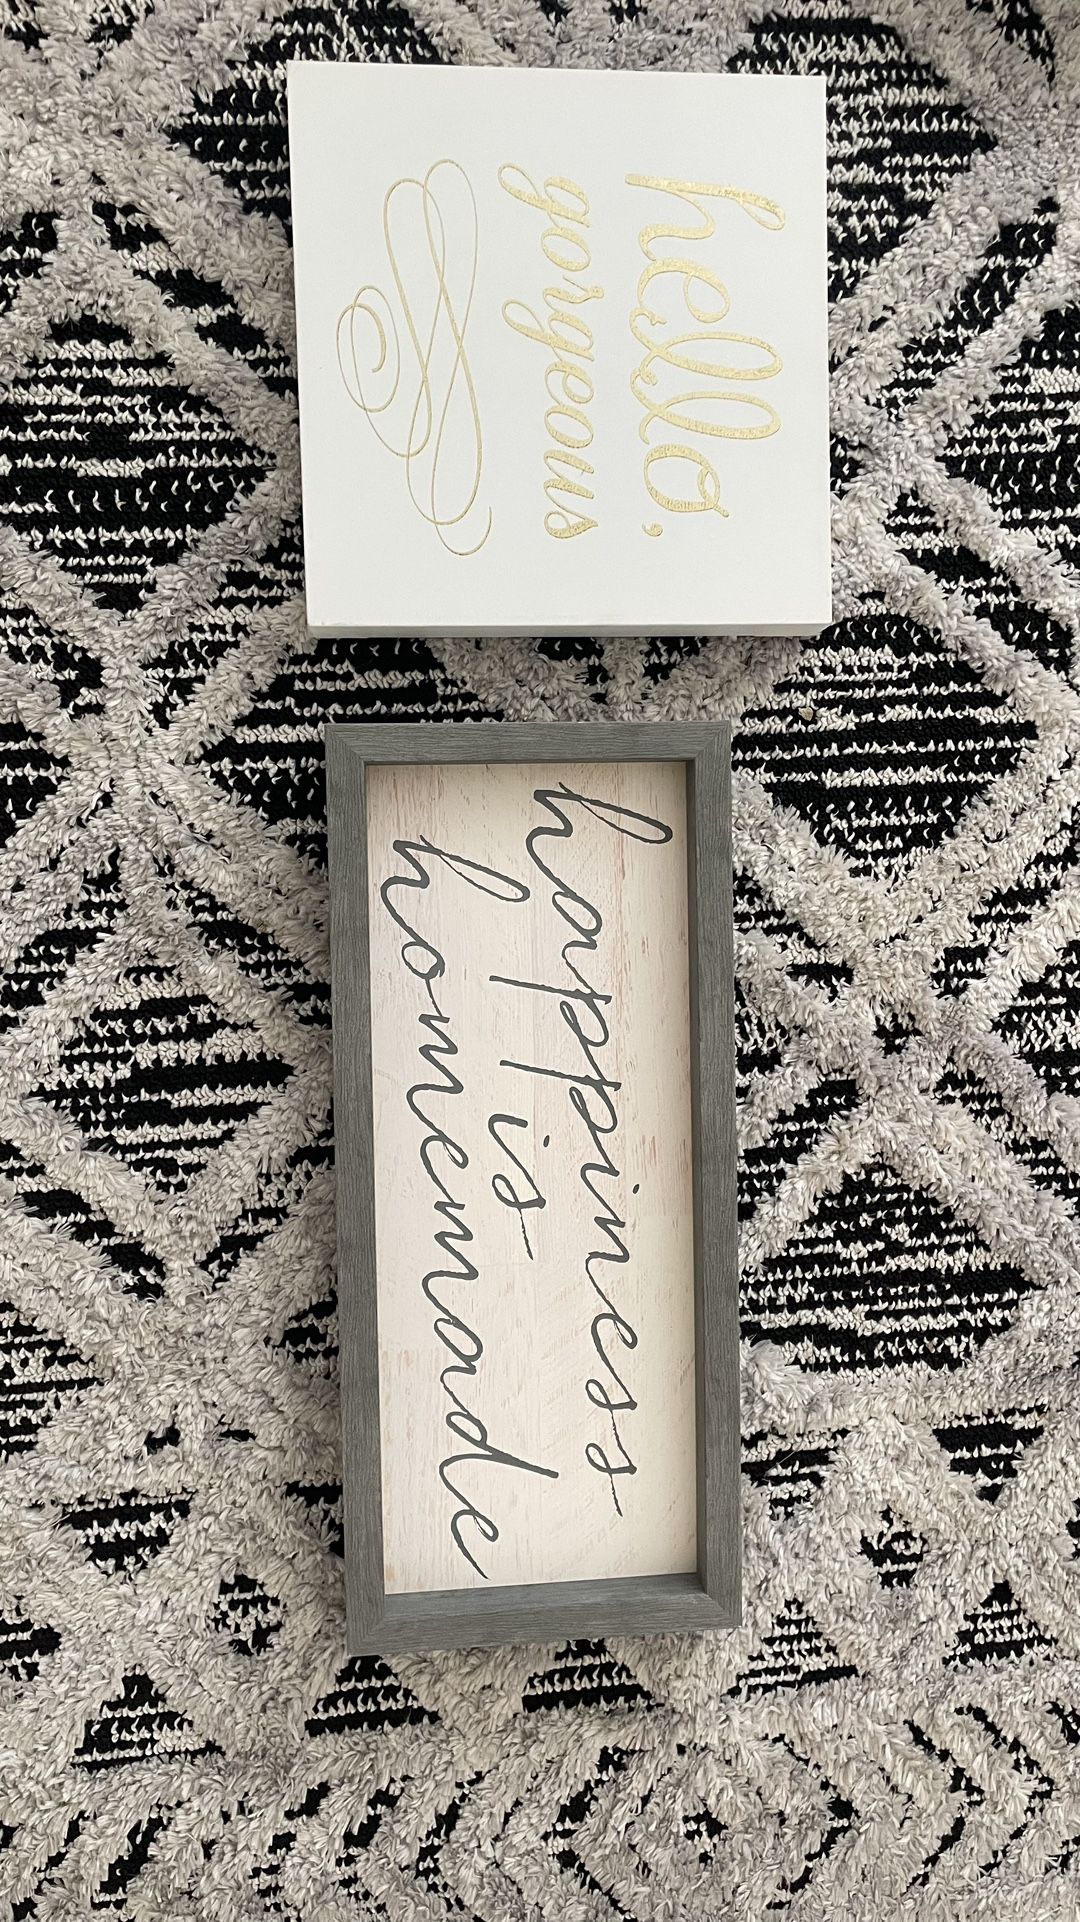 hello,
gorgeous
happiness
is
homemade